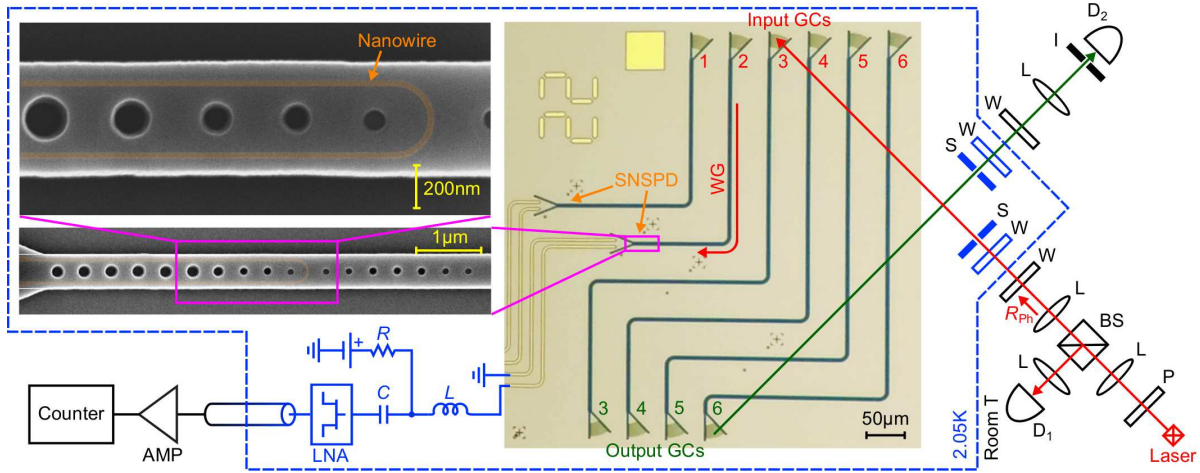 Nanowire
200nm
1µm
Input GCs
1 2 3 4 5 6
22
SNSPD
WG
3 4 5 6
Output GCs
50µm
D2
I
L
W
W
S
S
W
W
L
RPh
BS
L
L
P
D1
Laser
2.05K
Room T
R
+
C
L
LNA
AMP
Counter